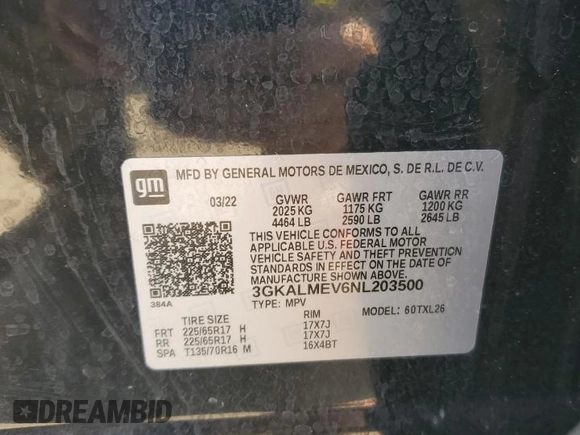 gm
MFD BY GENERAL MOTORS DE MEXICO, S. DE R.L. DE C.V.
03/22 GVWR GAWR FRT GAWR RR
2025 KG 1175 KG 1200 KG
4464 LB 2590 LB 2645 LB
THIS VEHICLE CONFORMS TO ALL
APPLICABLE U.S. FEDERAL MOTOR
VEHICLE SAFETY AND THEFT PREVENTION
STANDARDS IN EFFECT ON THE DATE OF
MANUFACTURE SHOWN ABOVE.
3GKALMEV6NL203500
384A
TYPE: MPV MODEL: 60TXL26
TIRE SIZE RIM
FRT 225/65R17 H 17X7J
RR 225/65R17 H 17X7J
SPA T135/70R16 M 16X4BT
DREAMBID